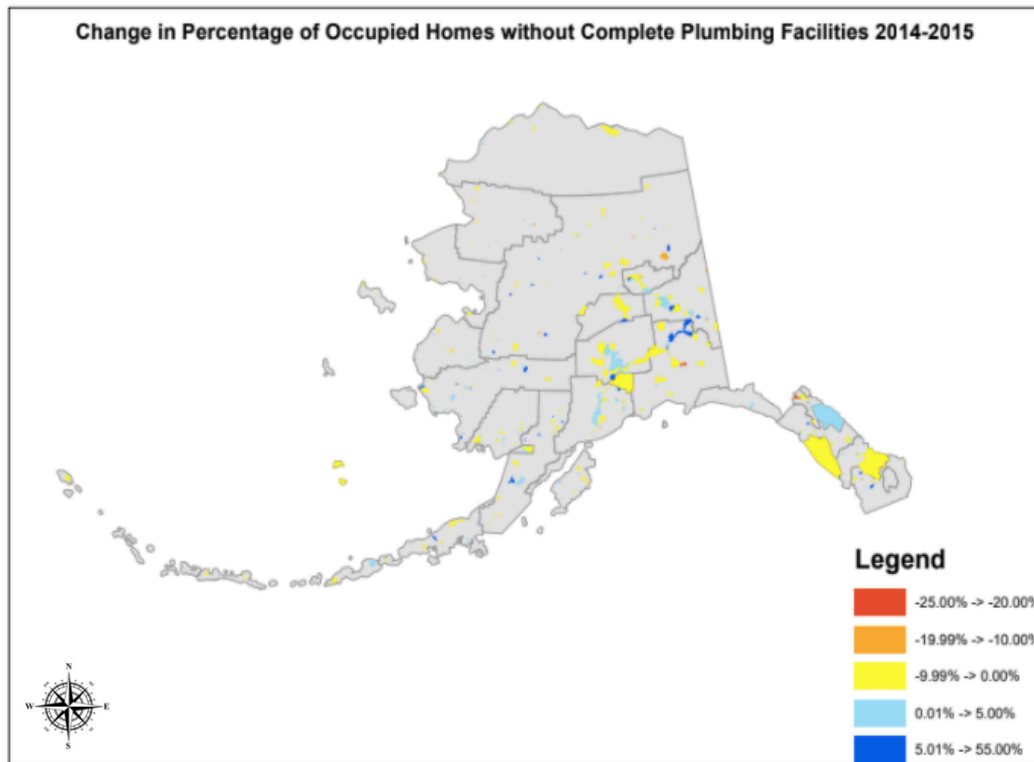 Change in Percentage of Occupied Homes without Complete Plumbing Facilities 2014-2015
Legend
-25.00% -> -20.00%
-19.99% -> -10.00%
-9.99% -> 0.00%
0.01% -> 5.00%
5.01% -> 55.00%
N
W E
S